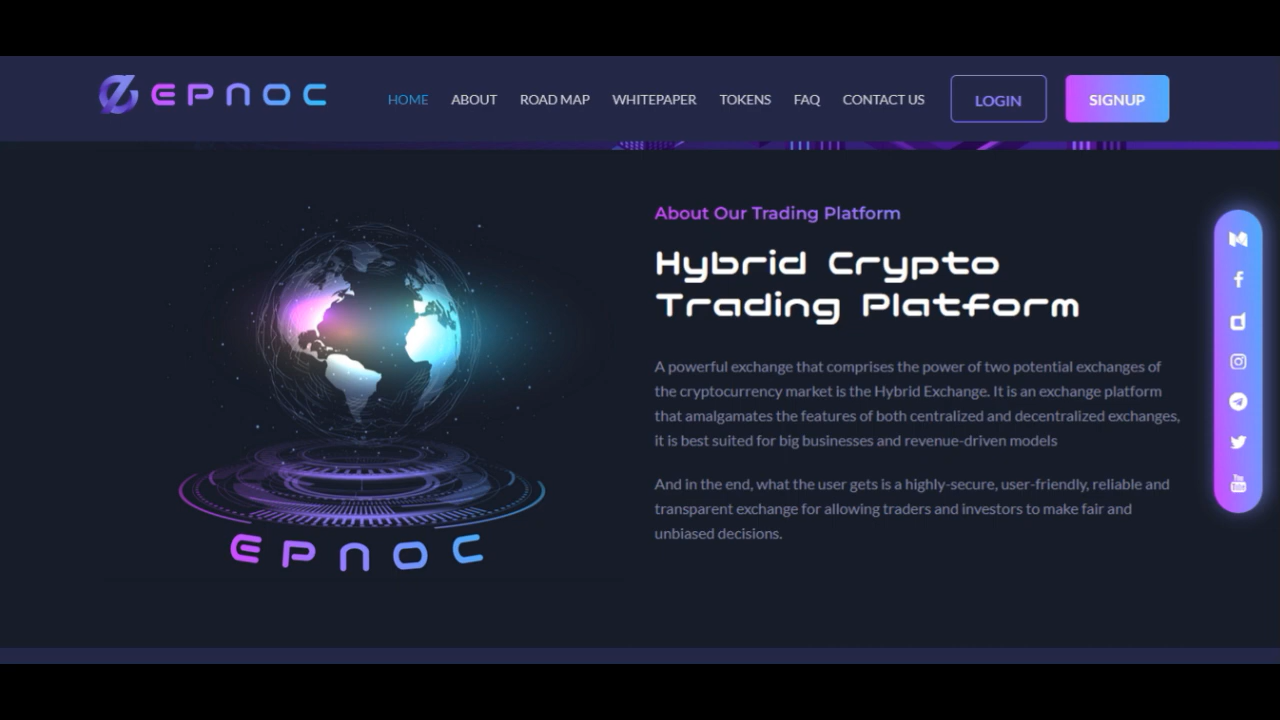 EPNOC
HOME ABOUT ROAD MAP WHITEPAPER TOKENS FAQ CONTACT US LOGIN SIGNUP
About Our Trading Platform
Hybrid Crypto
Trading Platform
A powerful exchange that comprises the power of two potential exchanges of
the cryptocurrency market is the Hybrid Exchange. It is an exchange platform
that amalgamates the features of both centralized and decentralized exchanges,
it is best suited for big businesses and revenue-driven models
And in the end, what the user gets is a highly-secure, user-friendly, reliable and
transparent exchange for allowing traders and investors to make fair and
unbiased decisions.
EPNOC
You
Tube